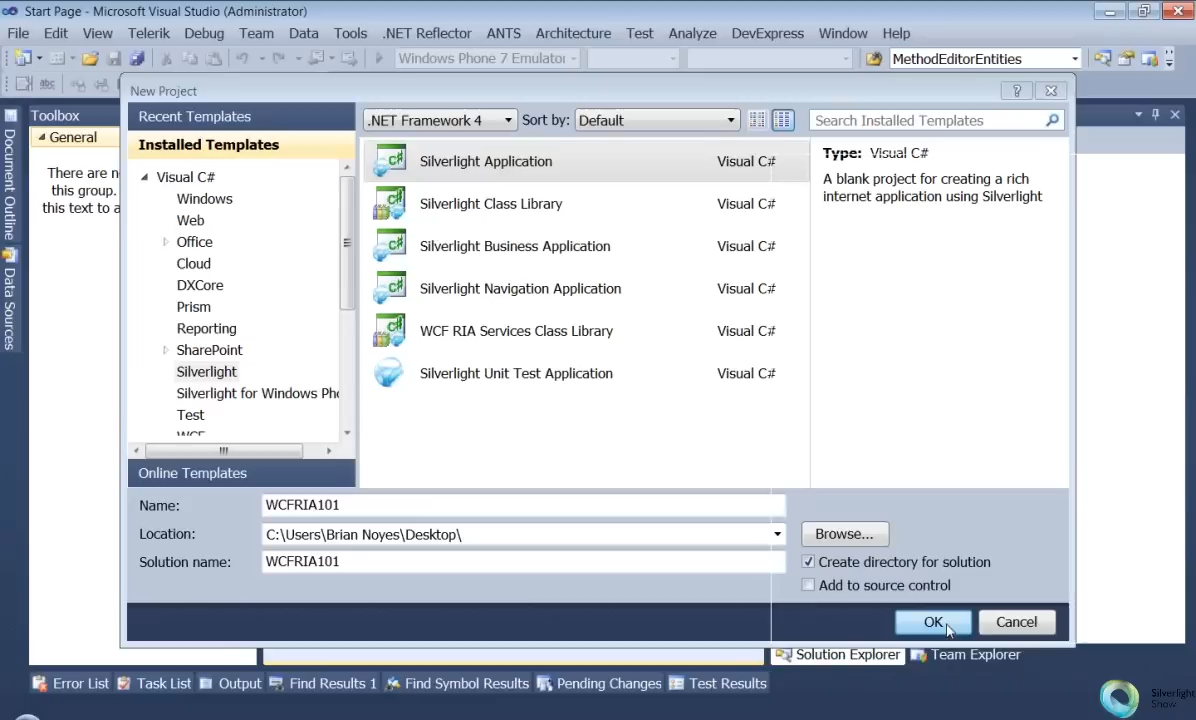 Start Page - Microsoft Visual Studio (Administrator)
File Edit View Telerik Debug Team Data Tools .NET Reflector ANTS Architecture Test Analyze DevExpress Window Help
Windows Phone 7 Emulator
MethodEditorEntities
New Project
Toolbox
General
There are n
this group.
this text to a
Document Outline
Data Sources
Recent Templates
Installed Templates
Visual C#
Windows
Web
Office
Cloud
DXCore
Prism
Reporting
SharePoint
Silverlight
Silverlight for Windows Pho
Test
WCF
Online Templates
.NET Framework 4 Sort by: Default Search Installed Templates
Silverlight Application Visual C#
Silverlight Class Library Visual C#
Silverlight Business Application Visual C#
Silverlight Navigation Application Visual C#
WCF RIA Services Class Library Visual C#
Silverlight Unit Test Application Visual C#
Type: Visual C#
A blank project for creating a rich
internet application using Silverlight
Name: WCFRIA101
Location: C:\Users\Brian Noyes\Desktop\ Browse...
Solution name: WCFRIA101
Create directory for solution
Add to source control
OK Cancel
Solution Explorer Team Explorer
Error List Task List Output Find Results 1 Find Symbol Results Pending Changes Test Results
Silverlight
Show